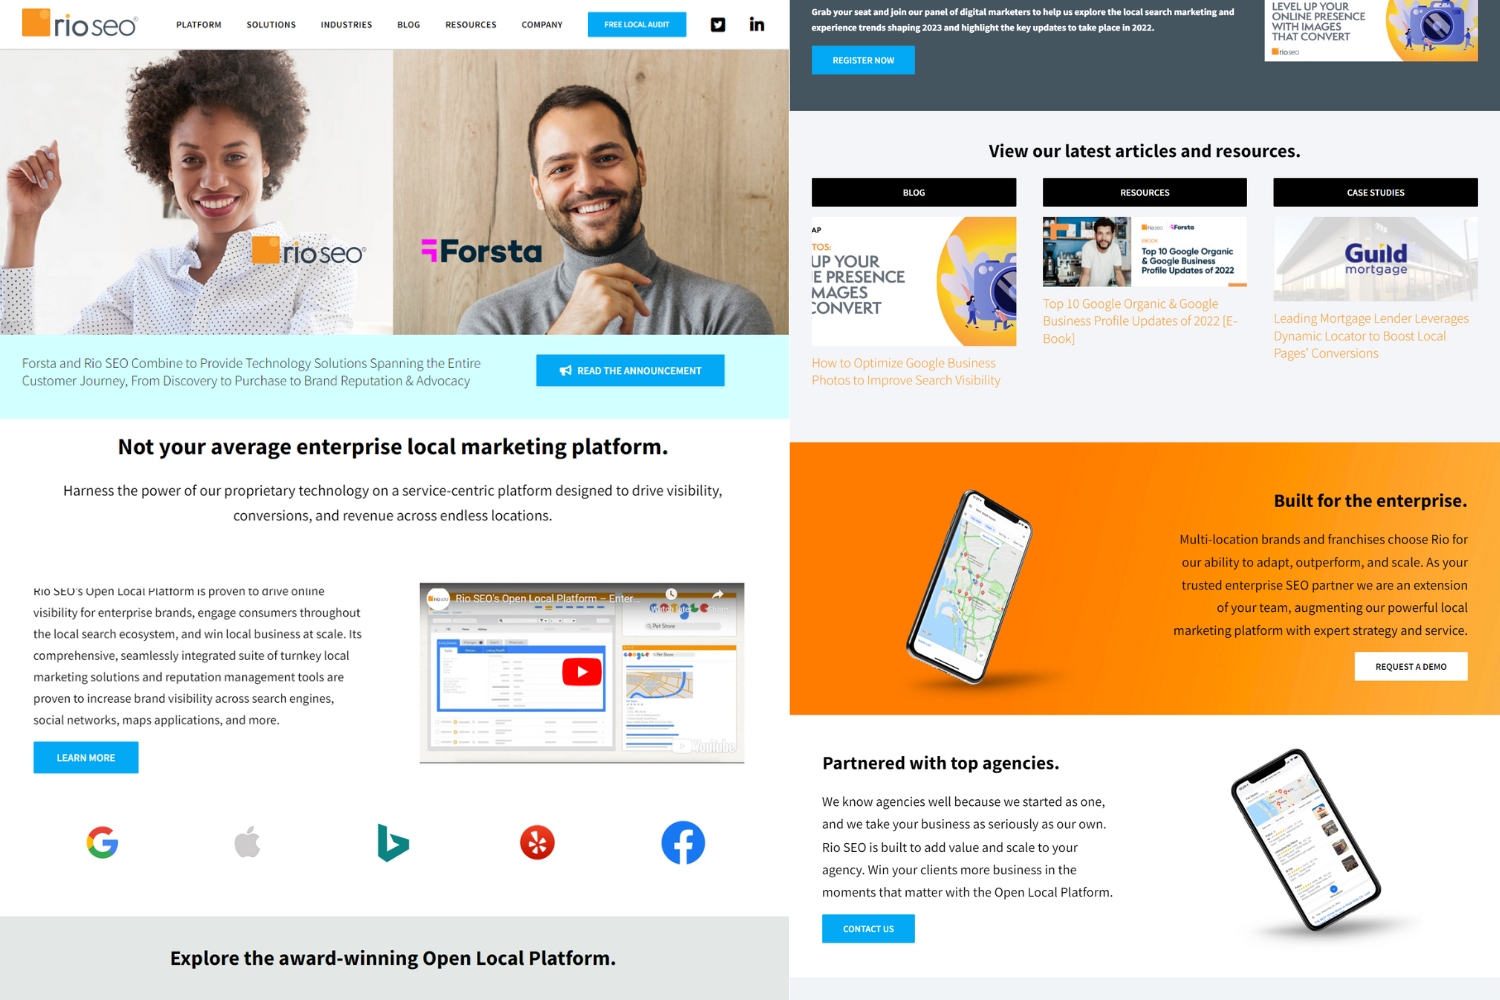 rioseo®
PLATFORM
SOLUTIONS
INDUSTRIES
BLOG
RESOURCES
COMPANY
FREE LOCAL AUDIT
rioseo®
Forsta
Forsta and Rio SEO Combine to Provide Technology Solutions Spanning the Entire
Customer Journey, From Discovery to Purchase to Brand Reputation & Advocacy
READ THE ANNOUNCEMENT
Not your average enterprise local marketing platform.
Harness the power of our proprietary technology on a service-centric platform designed to drive visibility,
conversions, and revenue across endless locations.
Rio SEO's Open Local Platform is proven to drive online
visibility for enterprise brands, engage consumers throughout
the local search ecosystem, and win local business at scale. Its
comprehensive, seamlessly integrated suite of turnkey local
marketing solutions and reputation management tools are
proven to increase brand visibility across search engines,
social networks, maps applications, and more.
LEARN MORE
Rio SEO's Open Local Platform – Enter...
Watch later
Share
Pet Store
Pet Store
YouTube
Explore the award-winning Open Local Platform.
Grab your seat and join our panel of digital marketers to help us explore the local search marketing and
experience trends shaping 2023 and highlight the key updates to take place in 2022.
REGISTER NOW
LEVEL UP YOUR
ONLINE PRESENCE
WITH IMAGES
THAT CONVERT
rioseo
View our latest articles and resources.
BLOG
AP
TOS:
UP YOUR
E PRESENCE
MAGES
CONVERT
How to Optimize Google Business
Photos to Improve Search Visibility
RESOURCES
rioseo
Forsta
EBOOK
Top 10 Google Organic
& Google Business
Profile Updates of 2022
Top 10 Google Organic & Google
Business Profile Updates of 2022 [E-
Book]
CASE STUDIES
Guild
mortgage
Leading Mortgage Lender Leverages
Dynamic Locator to Boost Local
Pages' Conversions
Built for the enterprise.
Multi-location brands and franchises choose Rio for
our ability to adapt, outperform, and scale. As your
trusted enterprise SEO partner we are an extension
of your team, augmenting our powerful local
marketing platform with expert strategy and service.
REQUEST A DEMO
Partnered with top agencies.
We know agencies well because we started as one,
and we take your business as seriously as our own.
Rio SEO is built to add value and scale to your
agency. Win your clients more business in the
moments that matter with the Open Local Platform.
CONTACT US